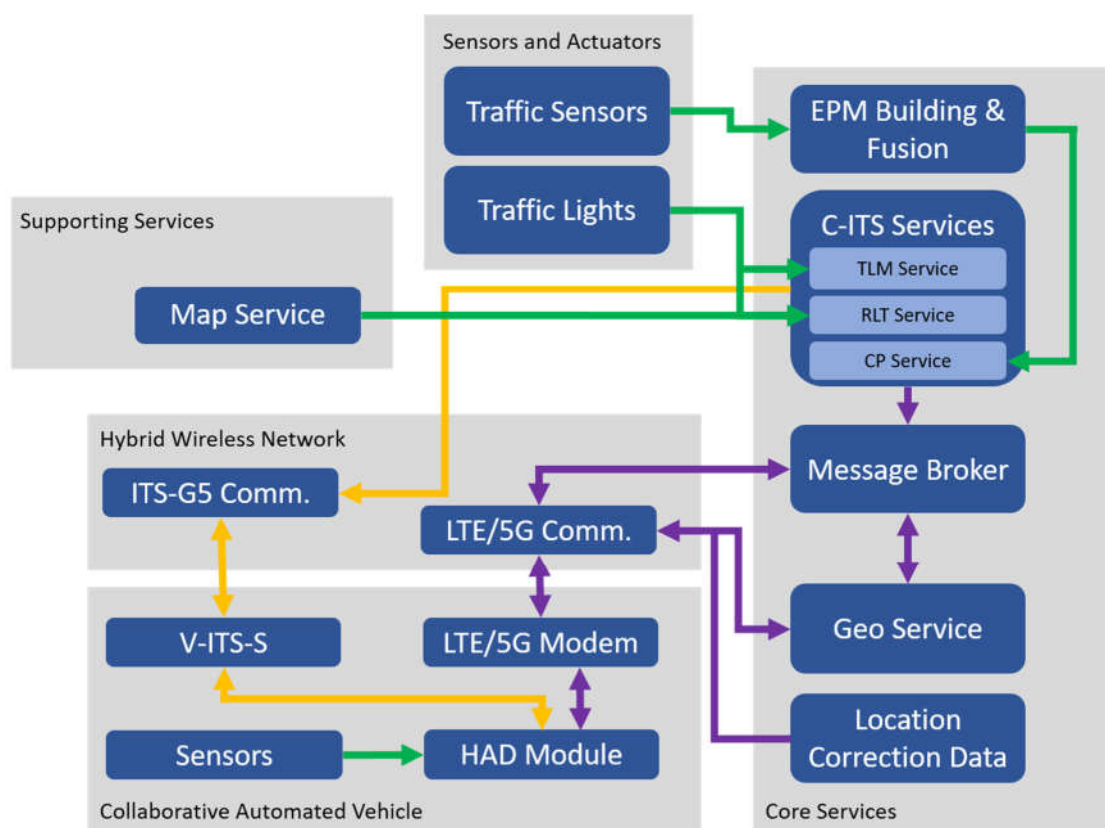 Sensors and Actuators
Traffic Sensors
Traffic Lights
Supporting Services
Map Service
EPM Building &
Fusion
C-ITS Services
TLM Service
RLT Service
CP Service
Message Broker
Geo Service
Location
Correction Data
Core Services
Hybrid Wireless Network
ITS-G5 Comm.
LTE/5G Comm.
V-ITS-S
LTE/5G Modem
Sensors
HAD Module
Collaborative Automated Vehicle